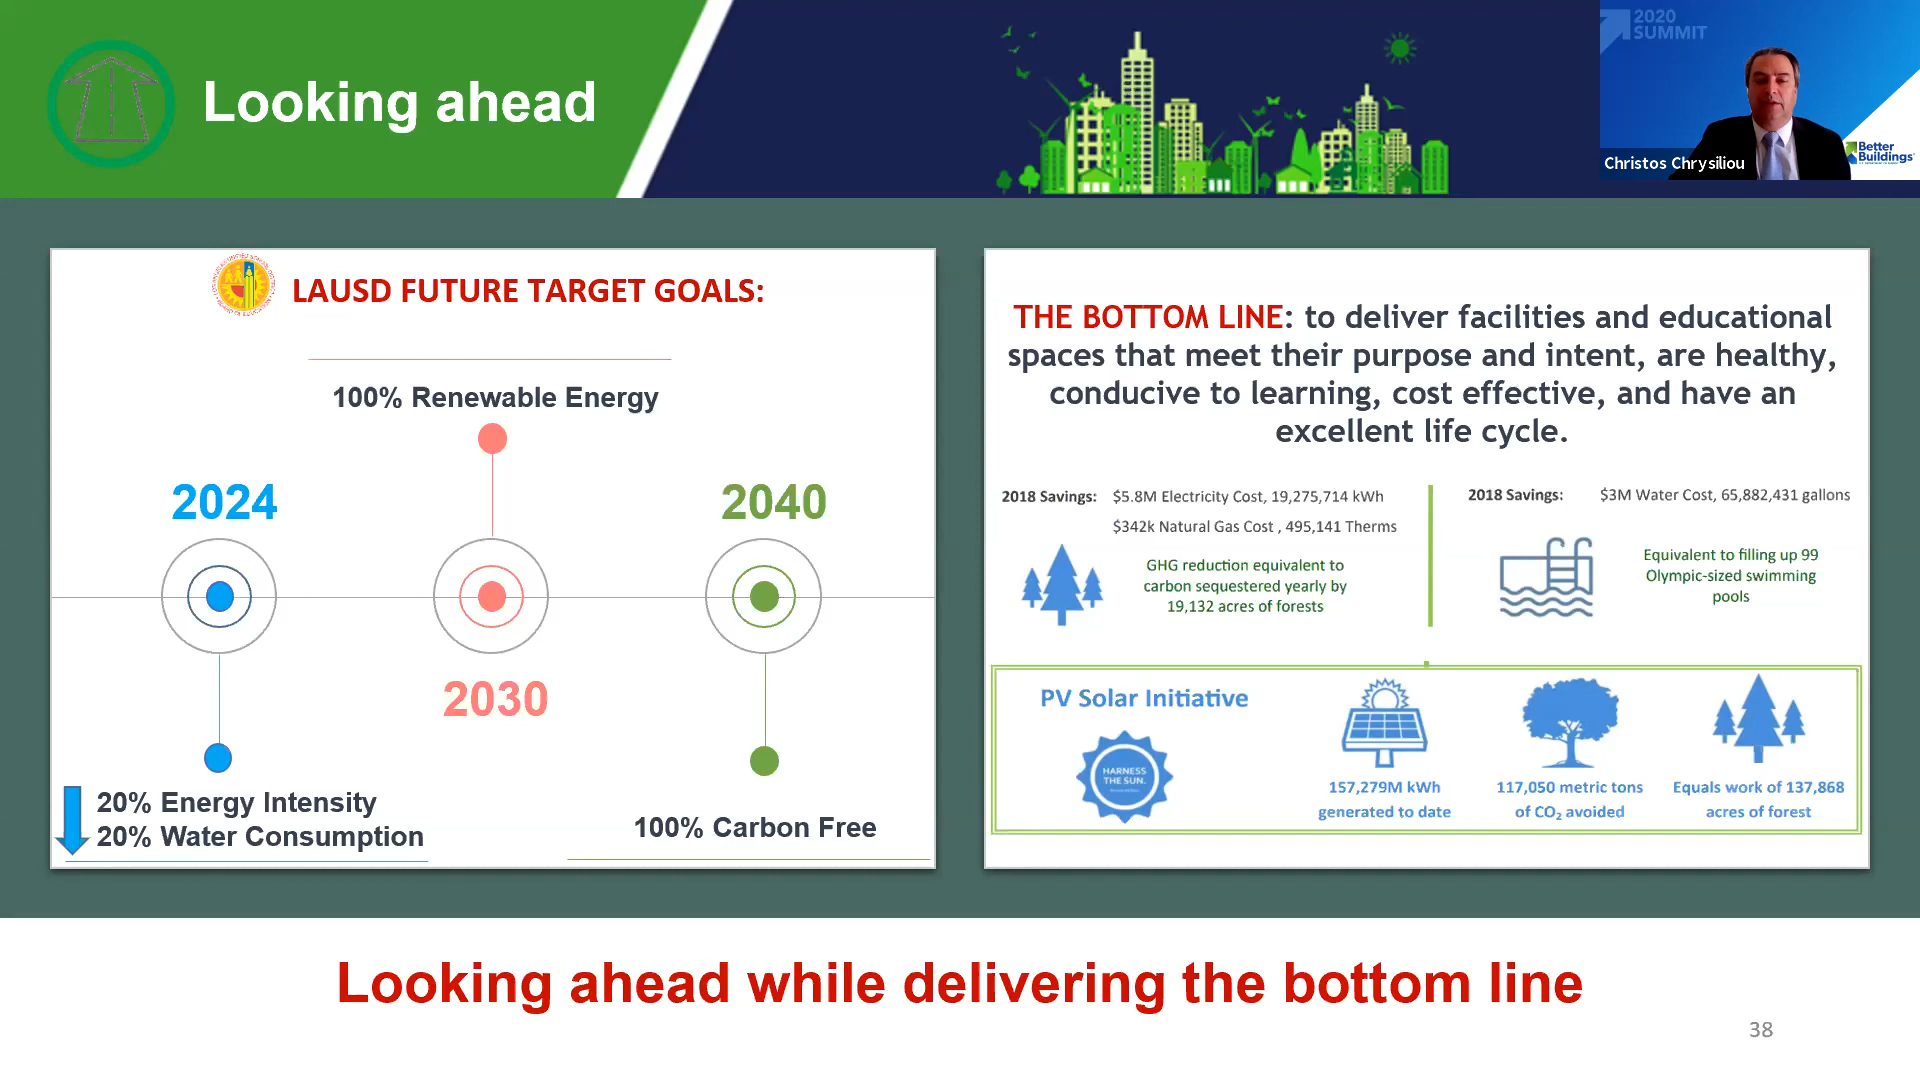 Looking ahead
2020
SUMMIT
Christos Chrysiliou
Better
Buildings
LAUSD FUTURE TARGET GOALS:
100% Renewable Energy
2024
2040
2030
20% Energy Intensity
20% Water Consumption
100% Carbon Free
THE BOTTOM LINE: to deliver facilities and educational
spaces that meet their purpose and intent, are healthy,
conducive to learning, cost effective, and have an
excellent life cycle.
2018 Savings: $5.8M Electricity Cost, 19,275,714 kWh
$342k Natural Gas Cost , 495,141 Therms
GHG reduction equivalent to
carbon sequestered yearly by
19,132 acres of forests
2018 Savings: $3M Water Cost, 65,882,431 gallons
Equivalent to filling up 99
Olympic-sized swimming
pools
PV Solar Initiative
HARNESS
THE SUN.
157,279M kWh
generated to date
117,050 metric tons
of CO₂ avoided
Equals work of 137,868
acres of forest
Looking ahead while delivering the bottom line
38